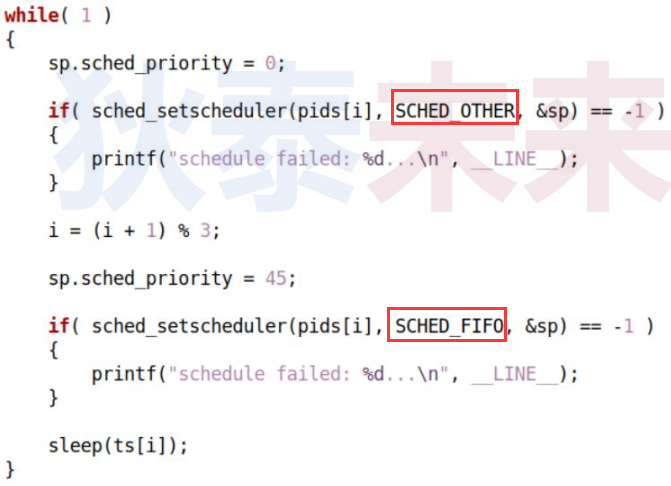 while( 1 )
{
    sp.sched_priority = 0;

    if( sched_setscheduler(pids[i], SCHED_OTHER, &sp) == -1 )
    {
        printf("schedule failed: %d...\n", __LINE__);
    }

    i = (i + 1) % 3;

    sp.sched_priority = 45;

    if( sched_setscheduler(pids[i], SCHED_FIFO, &sp) == -1 )
    {
        printf("schedule failed: %d...\n", __LINE__);
    }

    sleep(ts[i]);
}
狄泰未来